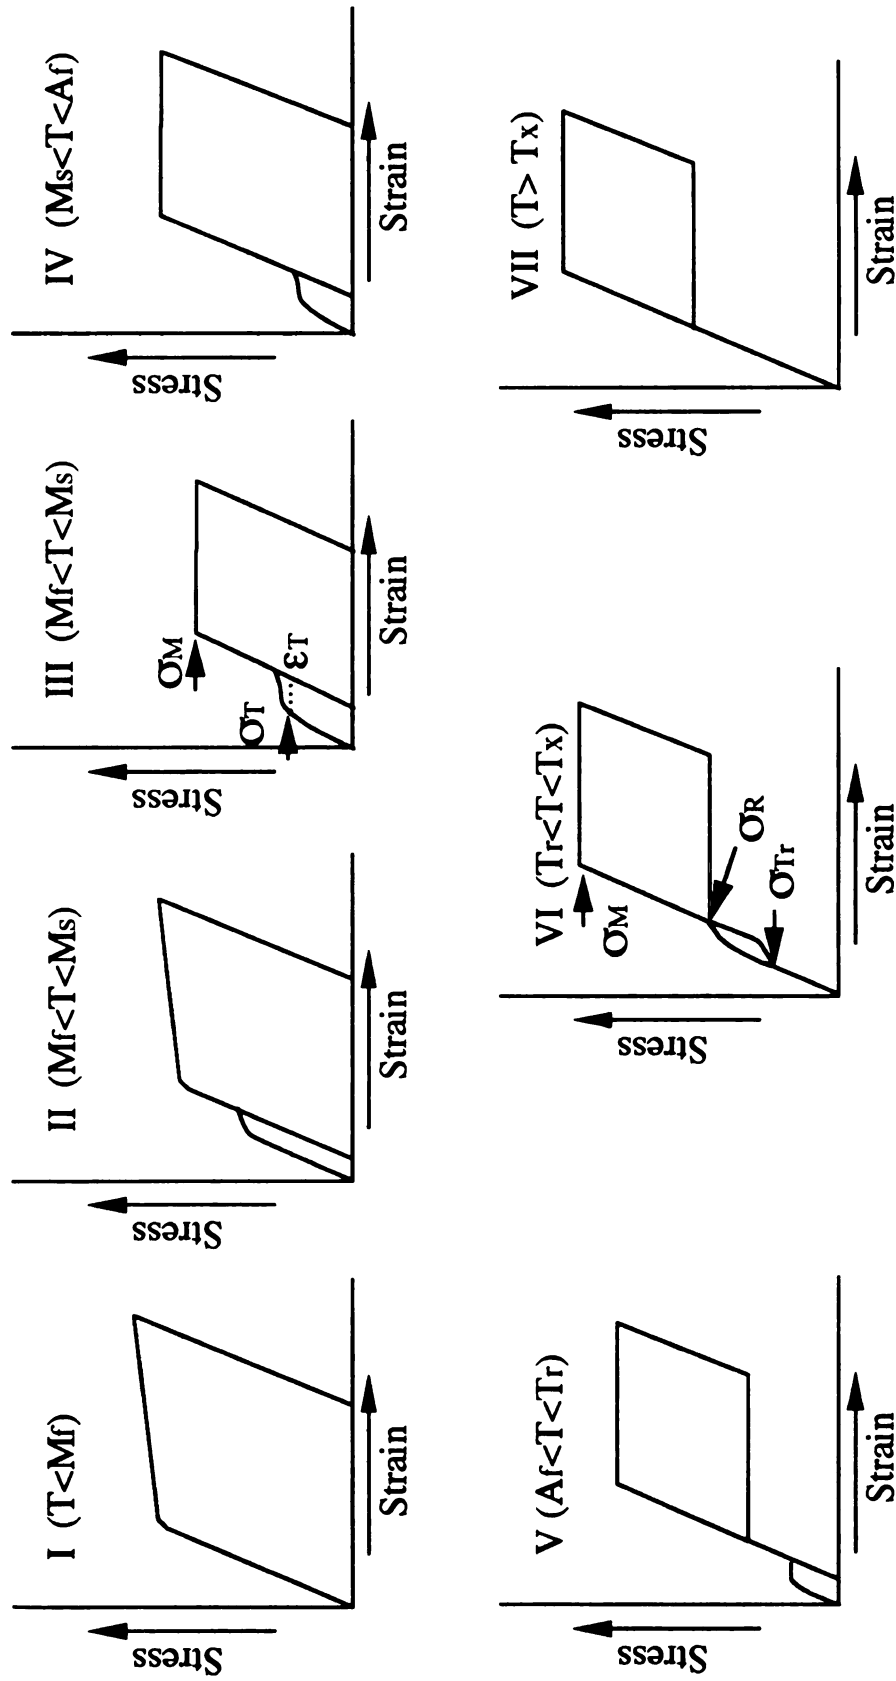 I (T<Mf)
Stress
Strain
II (Mf<T<Ms)
Stress
Strain
III (Mf<T<Ms)
σM
σT
εT
Stress
Strain
IV (Ms<T<Af)
Stress
Strain
V (Af<T<Tr)
Stress
Strain
VI (Tr<T<Tx)
σM
σR
σTr
Stress
Strain
VII (T> Tx)
Stress
Strain